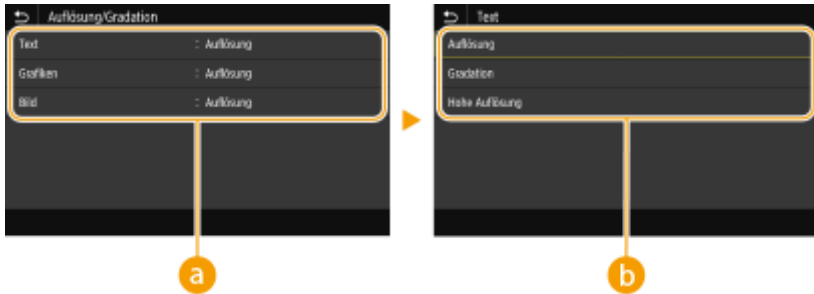 Auflösung/Gradation
Text : Auflösung
Grafiken : Auflösung
Bild : Auflösung
a
Text
Auflösung
Gradation
Hohe Auflösung
b